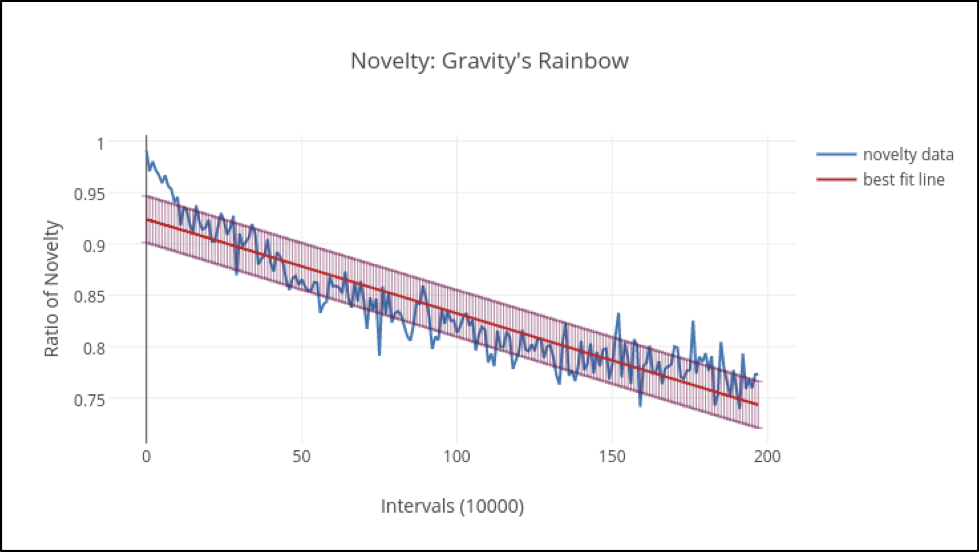 Novelty: Gravity's Rainbow
novelty data
best fit line
Ratio of Novelty
1
0.95
0.9
0.85
0.8
0.75
0
50
100
150
200
Intervals (10000)